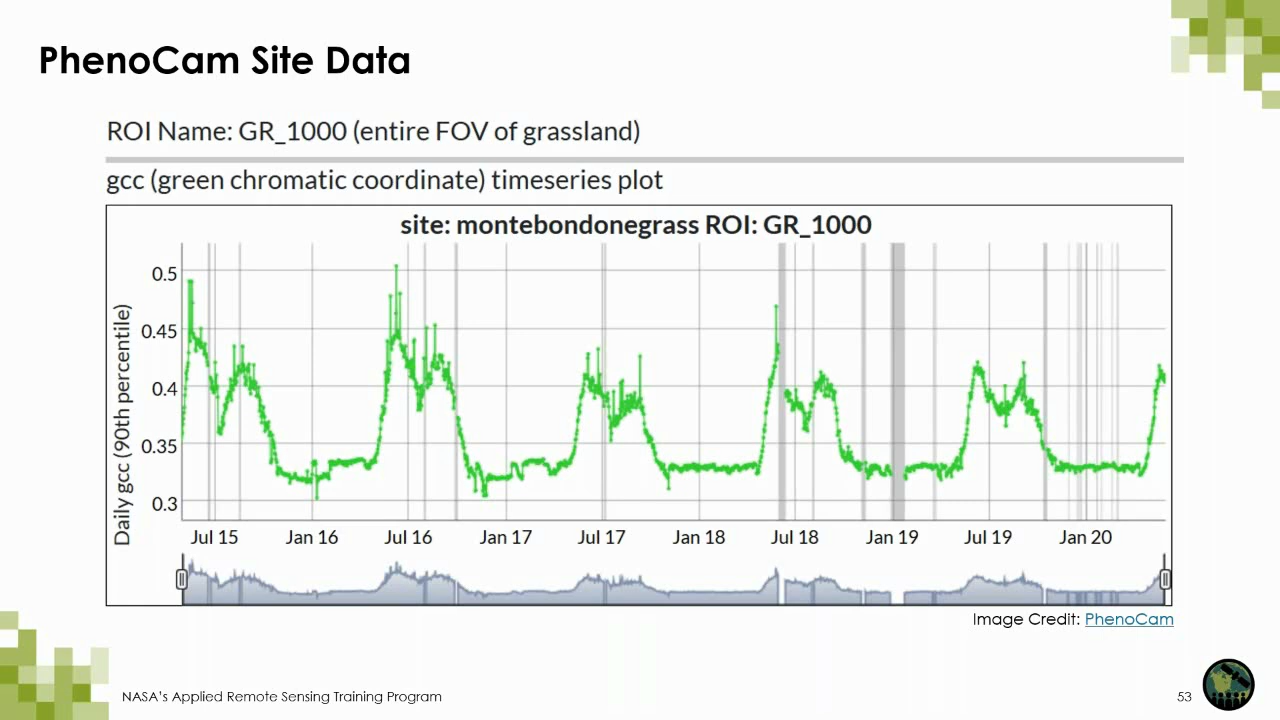 PhenoCam Site Data
ROI Name: GR_1000 (entire FOV of grassland)
gcc (green chromatic coordinate) timeseries plot
site: montebondonegrass ROI: GR_1000
Daily gcc (90th percentile)
0.5
0.45
0.4
0.35
0.3
Jul 15 Jan 16 Jul 16 Jan 17 Jul 17 Jan 18 Jul 18 Jan 19 Jul 19 Jan 20
Image Credit: PhenoCam
NASA's Applied Remote Sensing Training Program
53